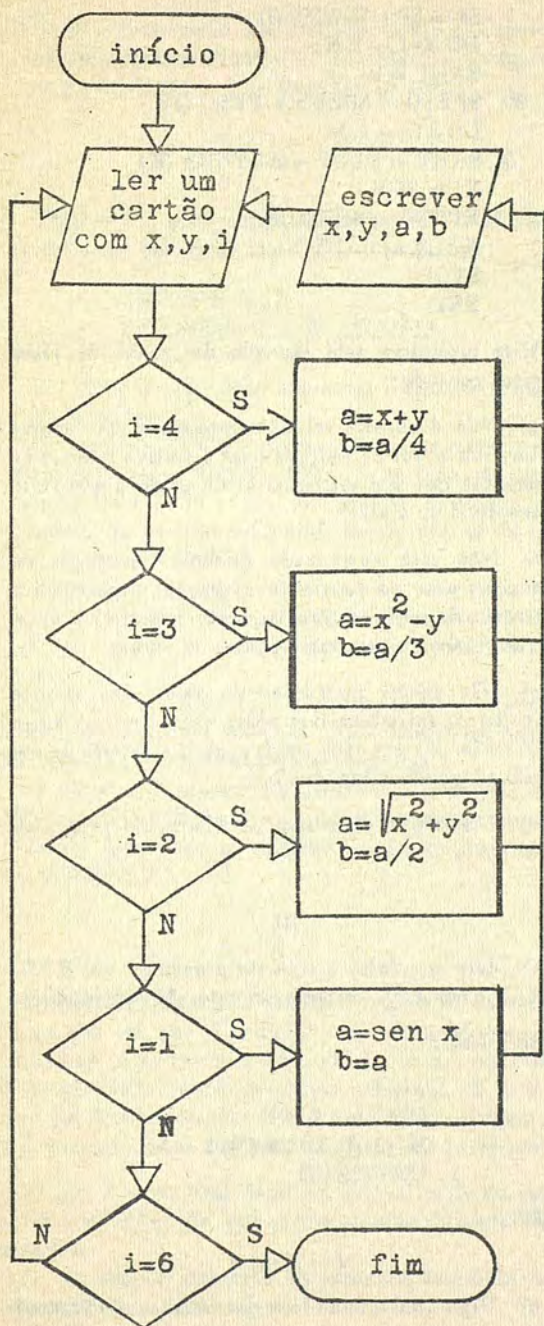 início
ler um
cartão
com x,y,i
escrever
x,y,a,b
i=4
S
a=x+y
b=a/4
N
i=3
S
a=x²-y
b=a/3
N
i=2
S
a=√x²+y²
b=a/2
N
i=1
S
a=sen x
b=a
N
N
i=6
S
fim